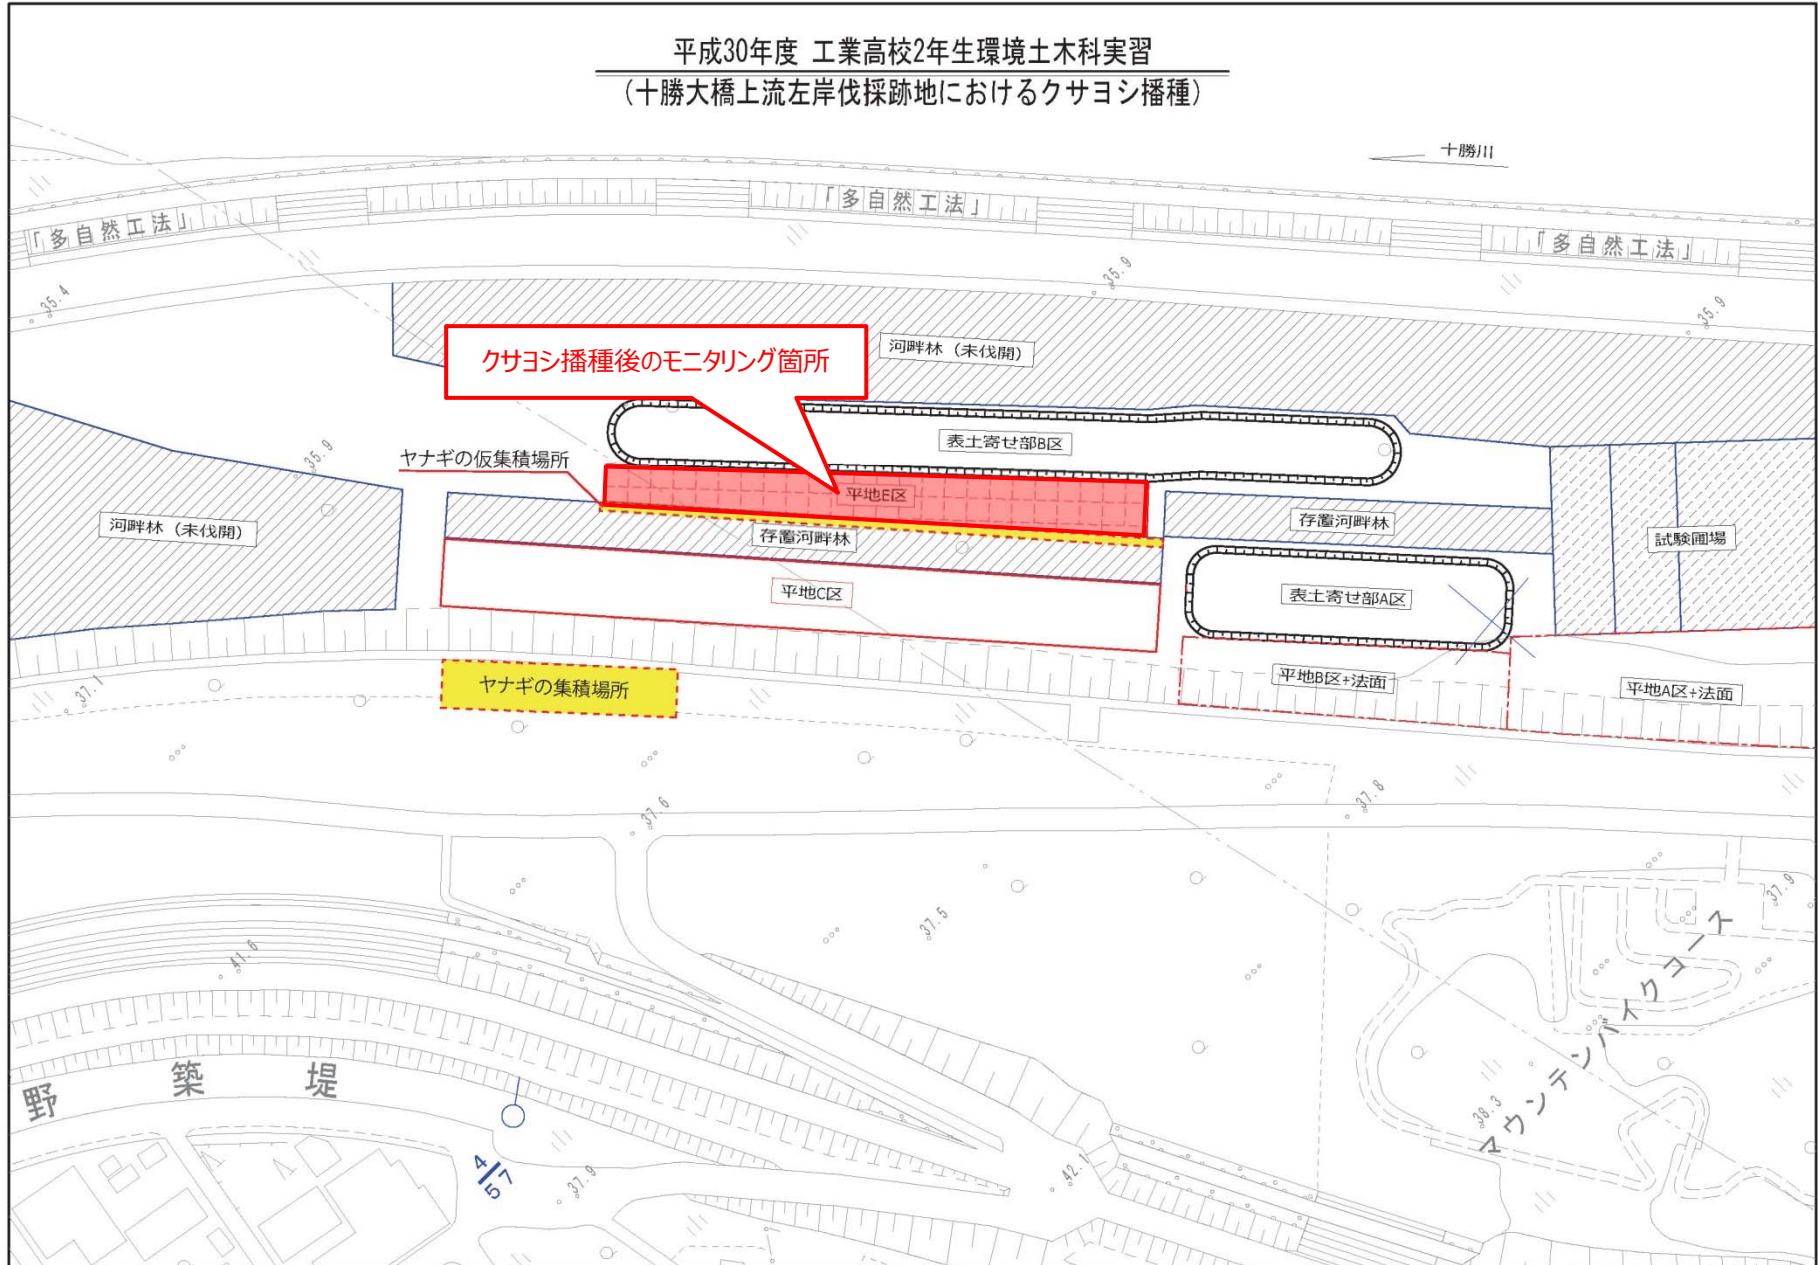 平成30年度 工業高校2年生環境土木科実習
(十勝大橋上流左岸伐採跡地におけるクサヨシ播種)
十勝川
「多自然工法」
「多自然工法」
「多自然工法」
35.4
35.9
35.9
河畔林 (未伐開)
クサヨシ播種後のモニタリング箇所
表土寄せ部B区
35.9
ヤナギの仮集積場所
平地E区
河畔林 (未伐開)
存置河畔林
存置河畔林
試験圃場
平地C区
表土寄せ部A区
37.1
ヤナギの集積場所
平地B区+法面
平地A区+法面
37.6
37.8
37.5
37.9
41.6
マウンテンバイクコース
38.3
野築堤
4
57
37.9
42.1